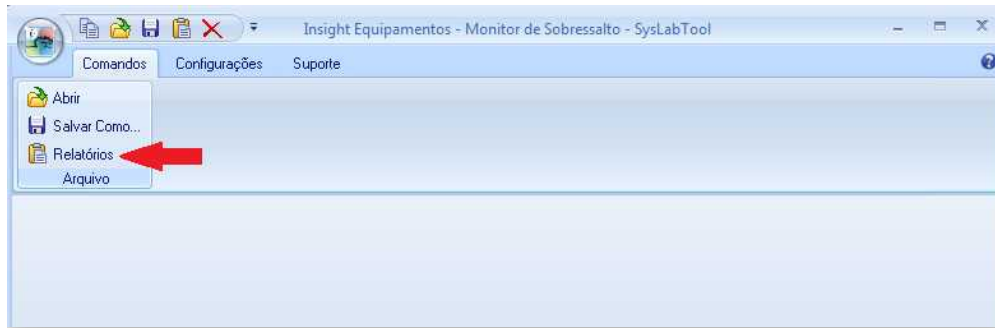 Insight Equipamentos - Monitor de Sobressalto - SysLabTool
Comandos Configurações Suporte
Abrir
Salvar Como...
Relatórios
Arquivo